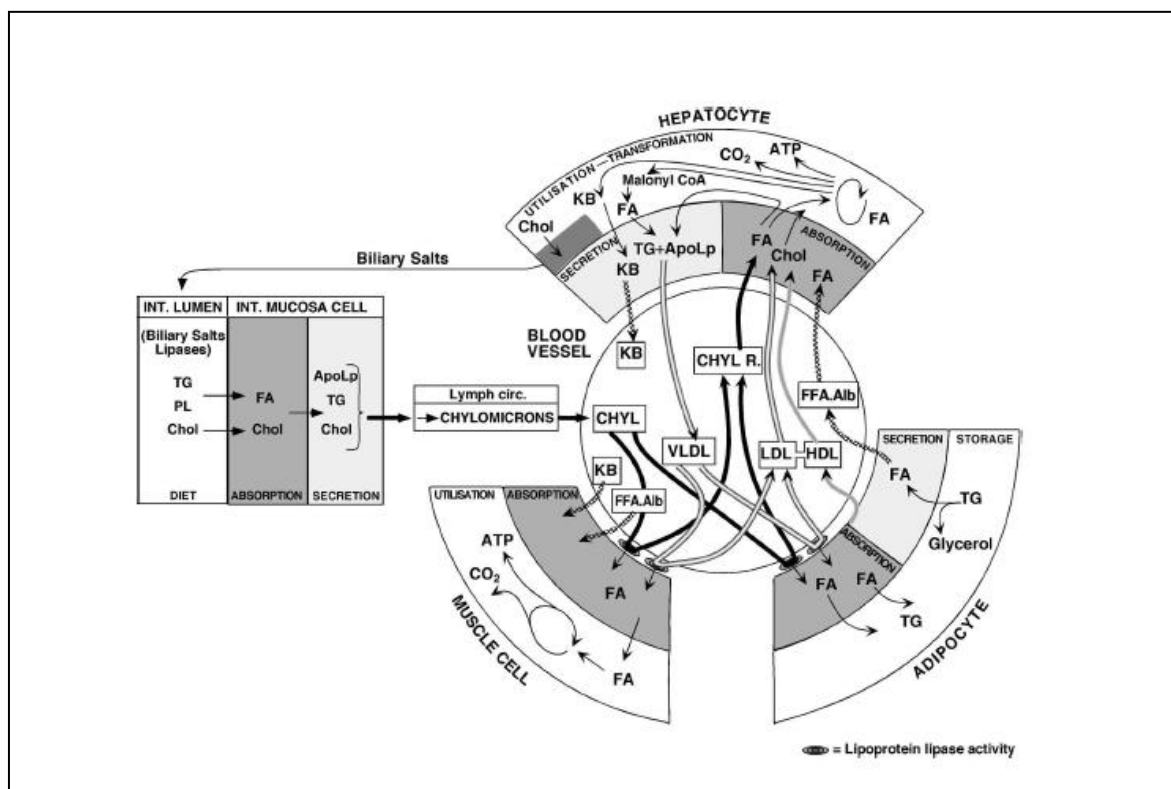 HEPATOCYTE
UTILISATION—TRANSFORMATION
CO₂
ATP
Malonyl CoA
KB
FA
FA
Chol
SECRETION
TG+ApoLp
KB
FA
Chol
FA
ABSORPTION
Biliary Salts
INT. LUMEN
INT. MUCOSA CELL
(Biliary Salts
Lipases)
TG
PL
Chol
FA
Chol
ApoLp
TG
Chol
DIET
ABSORPTION
SECRETION
Lymph circ.
CHYLOMICRONS
BLOOD
VESSEL
KB
CHYL R.
FFA.Alb
CHYL
VLDL
LDL
HDL
KB
FFA.Alb
UTILISATION
ABSORPTION
ATP
CO₂
FA
FA
MUSCLE CELL
SECRETION
STORAGE
FA
TG
Glycerol
ABSORPTION
FA
FA
TG
ADIPOCYTE
= Lipoprotein lipase activity